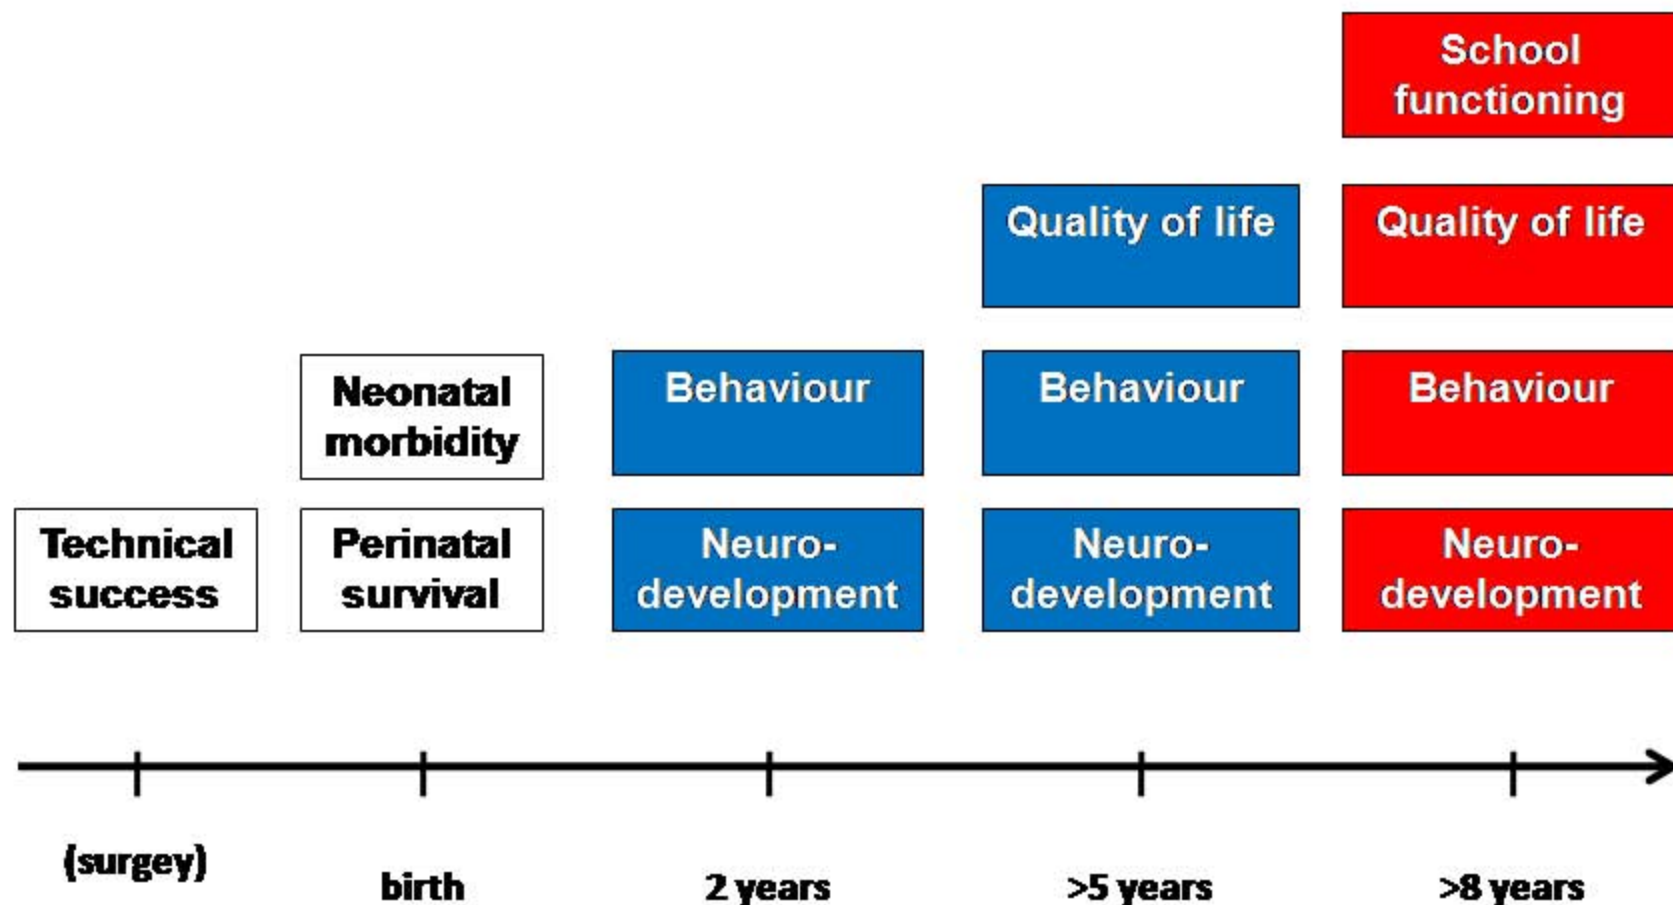 School
functioning
Quality of life
Quality of life
Neonatal
morbidity
Behaviour
Behaviour
Behaviour
Technical
success
Perinatal
survival
Neuro-
development
Neuro-
development
Neuro-
development
(surgey)
birth
2 years
>5 years
>8 years